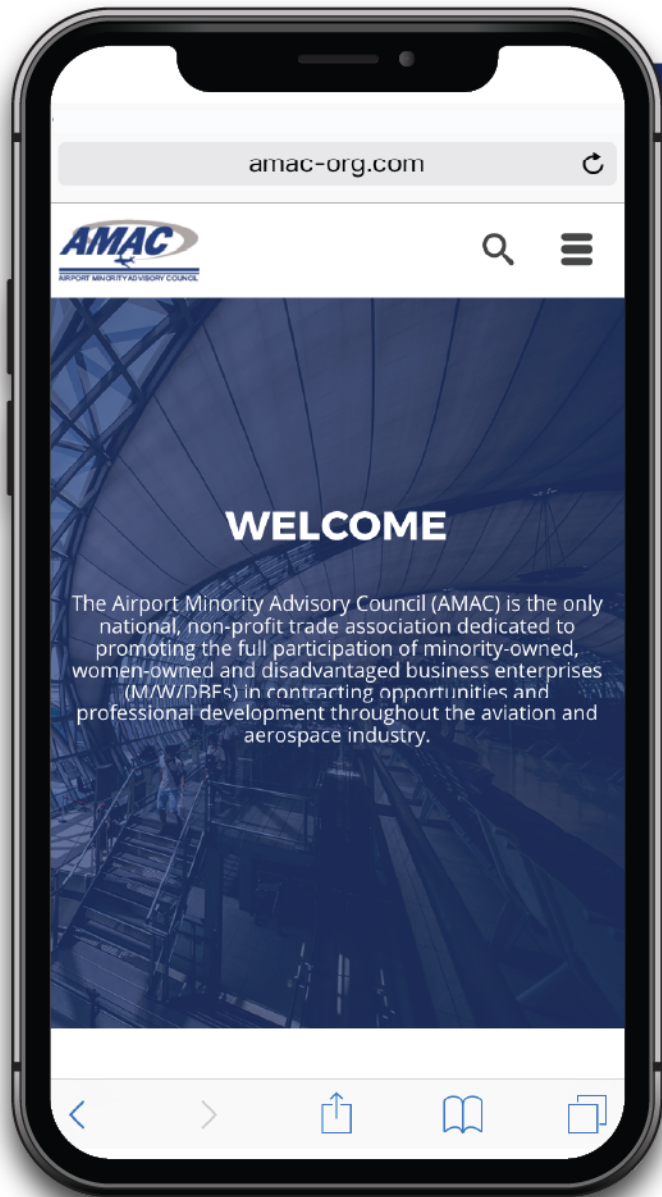 amac-org.com
AMAC
AIRPORT MINORITY ADVISORY COUNCIL
WELCOME
The Airport Minority Advisory Council (AMAC) is the only
national, non-profit trade association dedicated to
promoting the full participation of minority-owned,
women-owned and disadvantaged business enterprises
(M/W/DBEs) in contracting opportunities and
professional development throughout the aviation and
aerospace industry.